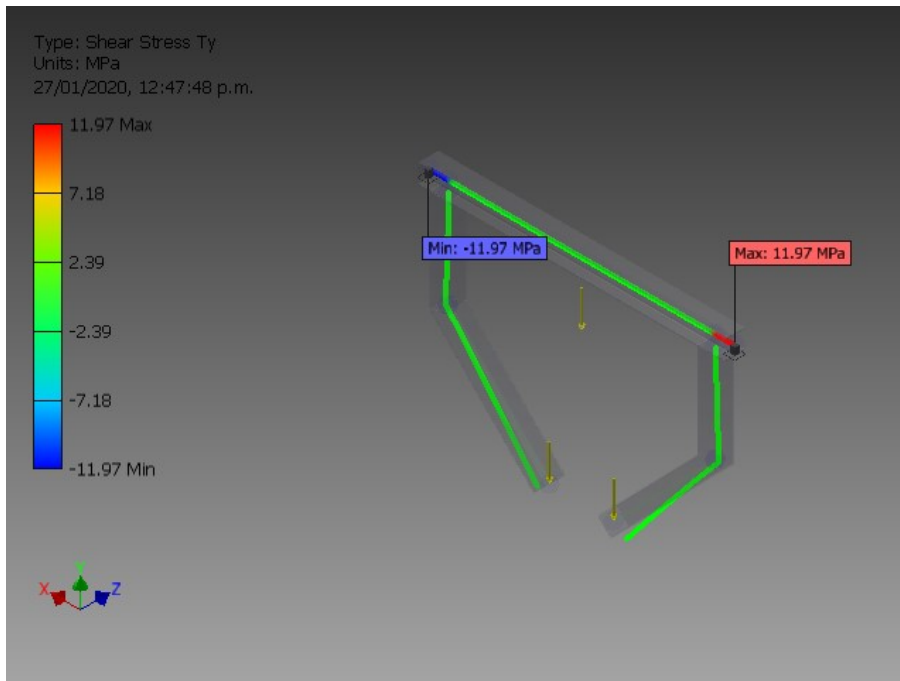 Type: Shear Stress Ty
Units: MPa
27/01/2020, 12:47:48 p.m.
11.97 Max
7.18
2.39
-2.39
-7.18
-11.97 Min
Min: -11.97 MPa
Max: 11.97 MPa
Y
X
Z